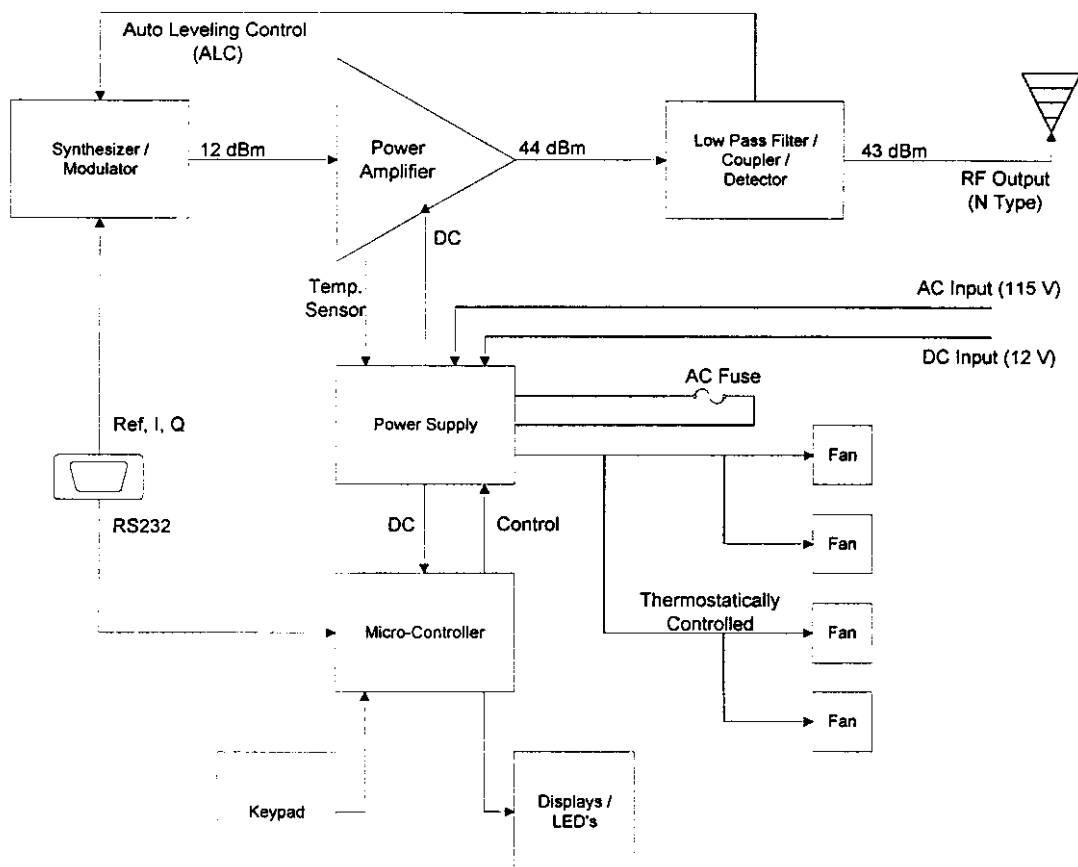 Auto Leveling Control
(ALC)
Synthesizer /
Modulator
12 dBm
Power
Amplifier
44 dBm
Low Pass Filter /
Coupler /
Detector
43 dBm
RF Output
(N Type)
DC
Temp.
Sensor
AC Input (115 V)
DC Input (12 V)
AC Fuse
Power Supply
Ref, I, Q
Fan
RS232
DC
Control
Fan
Thermostatically
Controlled
Micro-Controller
Fan
Fan
Keypad
Displays /
LED's